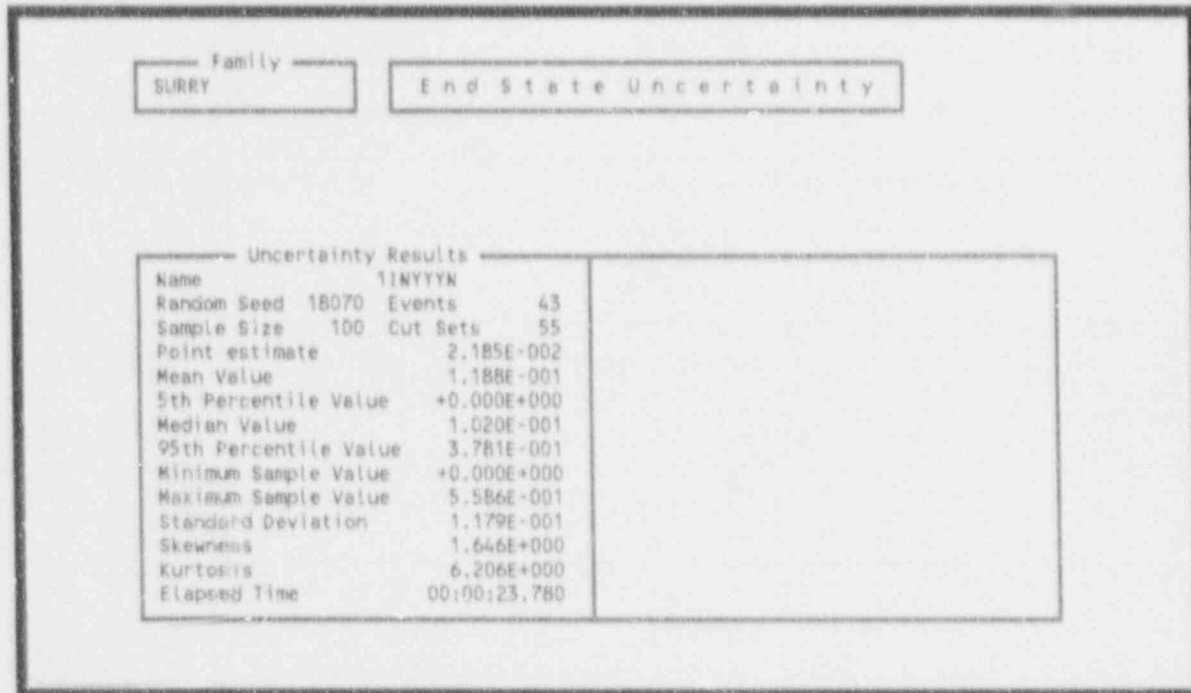 Family
SURRY
End State Uncertainty
Uncertainty Results
Name 1INYYYN
Random Seed 18070 Events 43
Sample Size 100 Cut Sets 55
Point estimate 2.185E-002
Mean Value 1.188E-001
5th Percentile Value +0.000E+000
Median Value 1.020E-001
95th Percentile Value 3.781E-001
Minimum Sample Value +0.000E+000
Maximum Sample Value 5.586E-001
Standard Deviation 1.179E-001
Skewness 1.646E+000
Kurtosis 6.206E+000
Elapsed Time 00:00:23.780